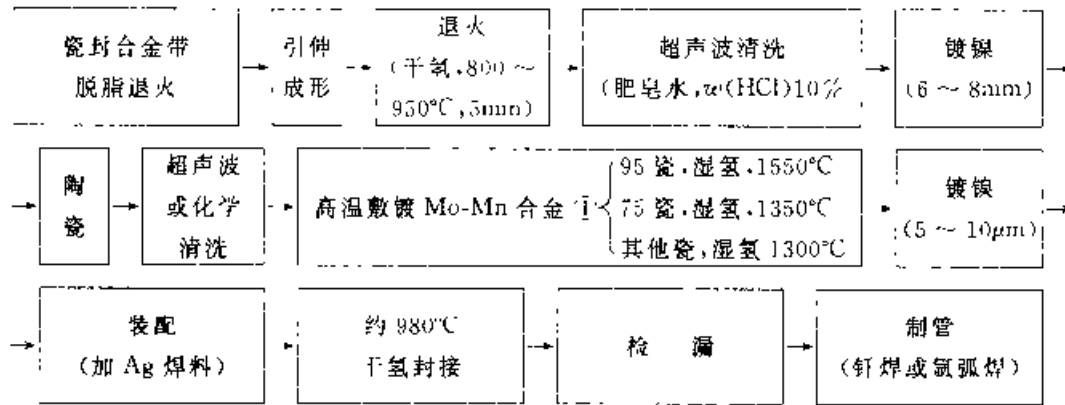 瓷封合金带
脱脂退火
引伸
成形
退火
(干氢,800～
950℃,5min)
超声波清洗
(肥皂水,w(HCl)10%
镀镍
(6～8mm)
陶
瓷
超声波
或化学
清洗
高温敷镀 Mo-Mn 合金
95 瓷,湿氢,1550℃
75 瓷,湿氢,1350℃
其他瓷,湿氢 1300℃
镀镍
(5～10μm)
装配
(加 Ag 焊料)
约 980℃
干氢封接
检 漏
制管
(钎焊或氩弧焊)